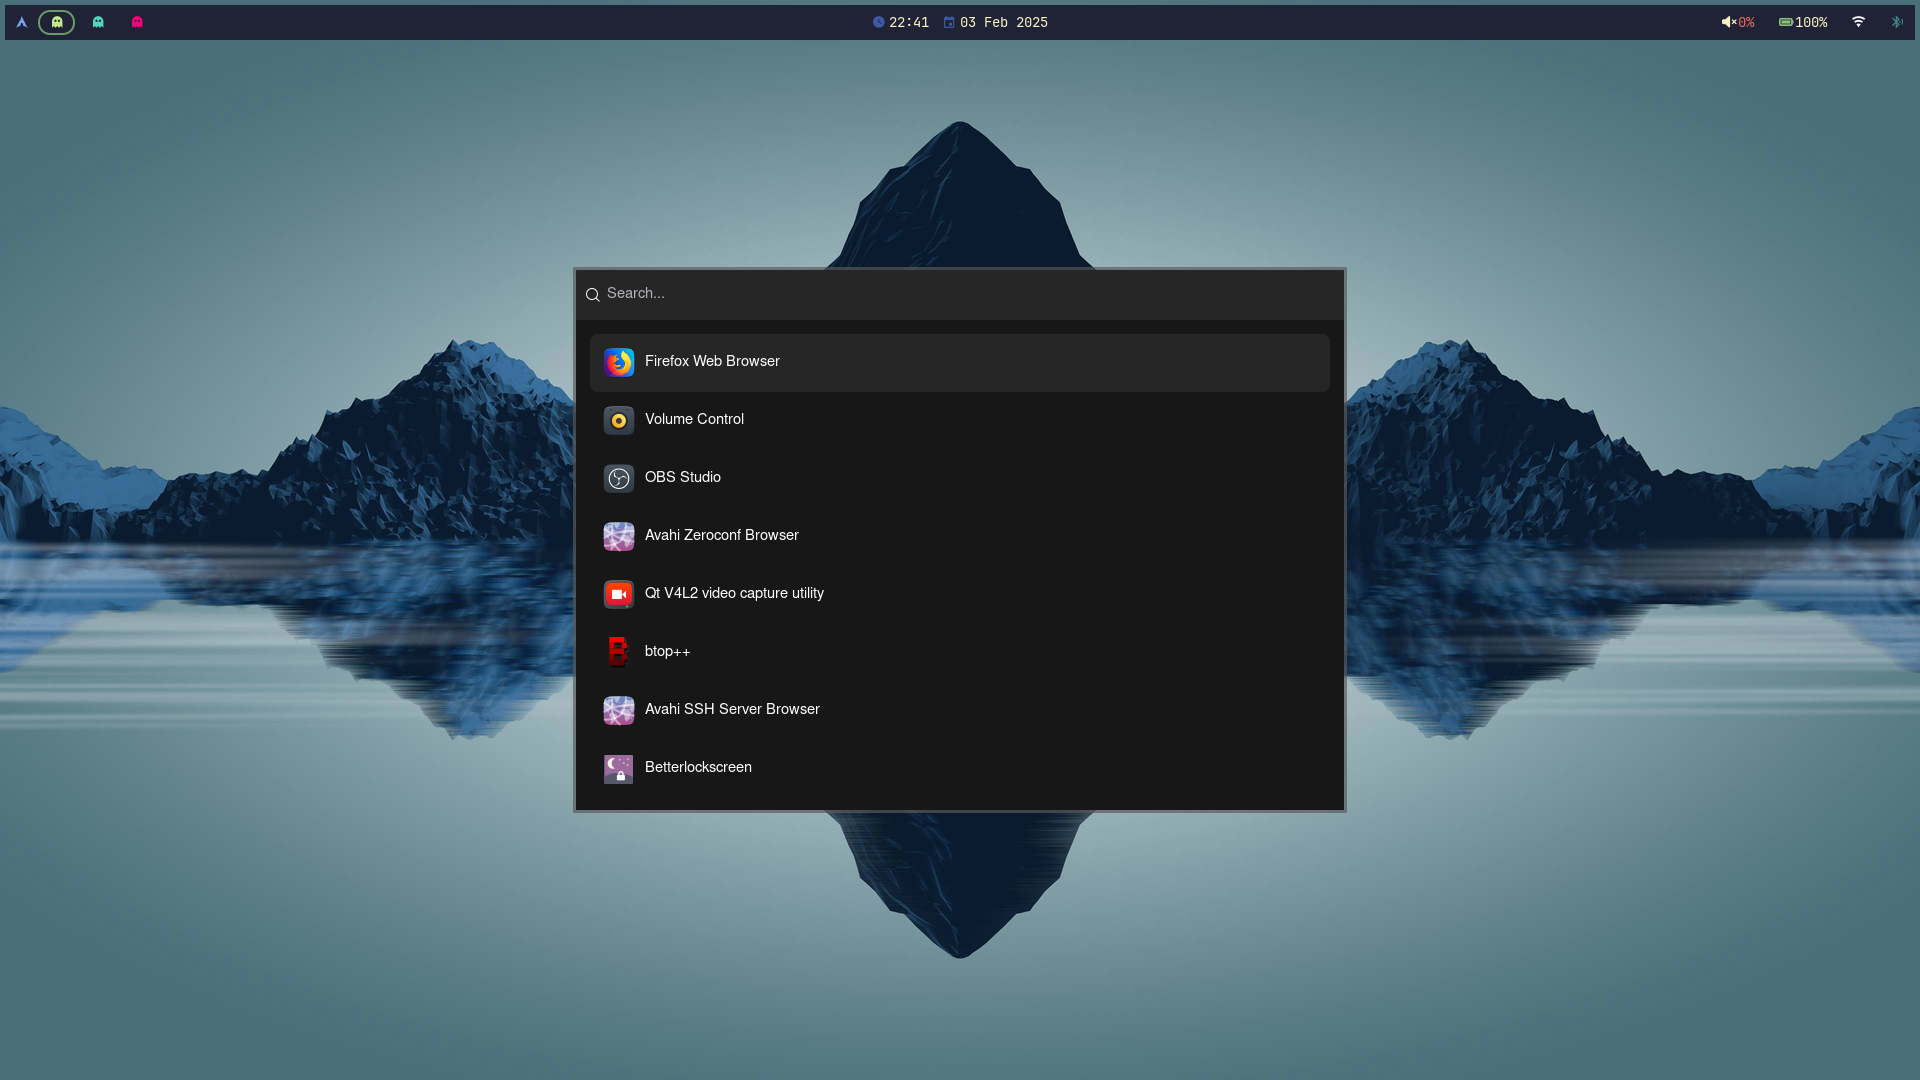 22:41 03 Feb 2025 0% 100%
Search...
Firefox Web Browser
Volume Control
OBS Studio
Avahi Zeroconf Browser
Qt V4L2 video capture utility
btop++
Avahi SSH Server Browser
Betterlockscreen